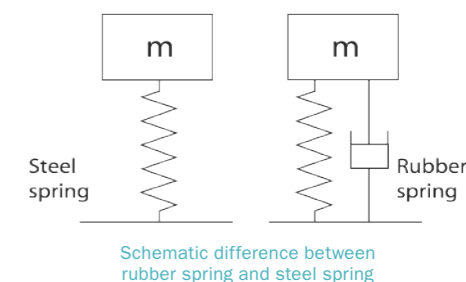 m
m
Steel
spring
Rubber
spring
Schematic difference between
rubber spring and steel spring